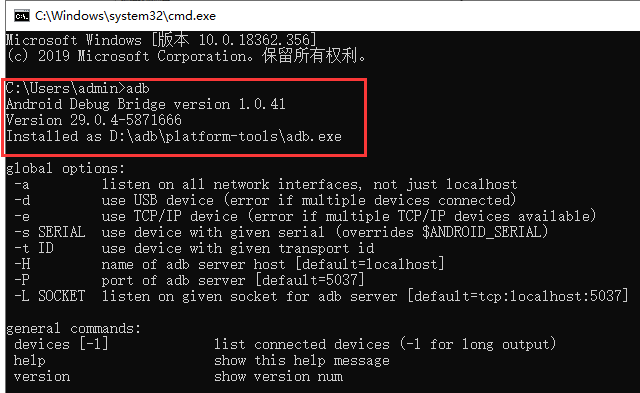 C:\Windows\system32\cmd.exe
Microsoft Windows [版本 10.0.18362.356]
(c) 2019 Microsoft Corporation。保留所有权利。
C:\Users\admin>adb
Android Debug Bridge version 1.0.41
Version 29.0.4-5871666
Installed as D:\adb\platform-tools\adb.exe
global options:
-a listen on all network interfaces, not just localhost
-d use USB device (error if multiple devices connected)
-e use TCP/IP device (error if multiple TCP/IP devices available)
-s SERIAL use device with given serial (overrides $ANDROID_SERIAL)
-t ID use device with given transport id
-H name of adb server host [default=localhost]
-P port of adb server [default=5037]
-L SOCKET listen on given socket for adb server [default=tcp:localhost:5037]
general commands:
devices [-l] list connected devices (-l for long output)
help show this help message
version show version num